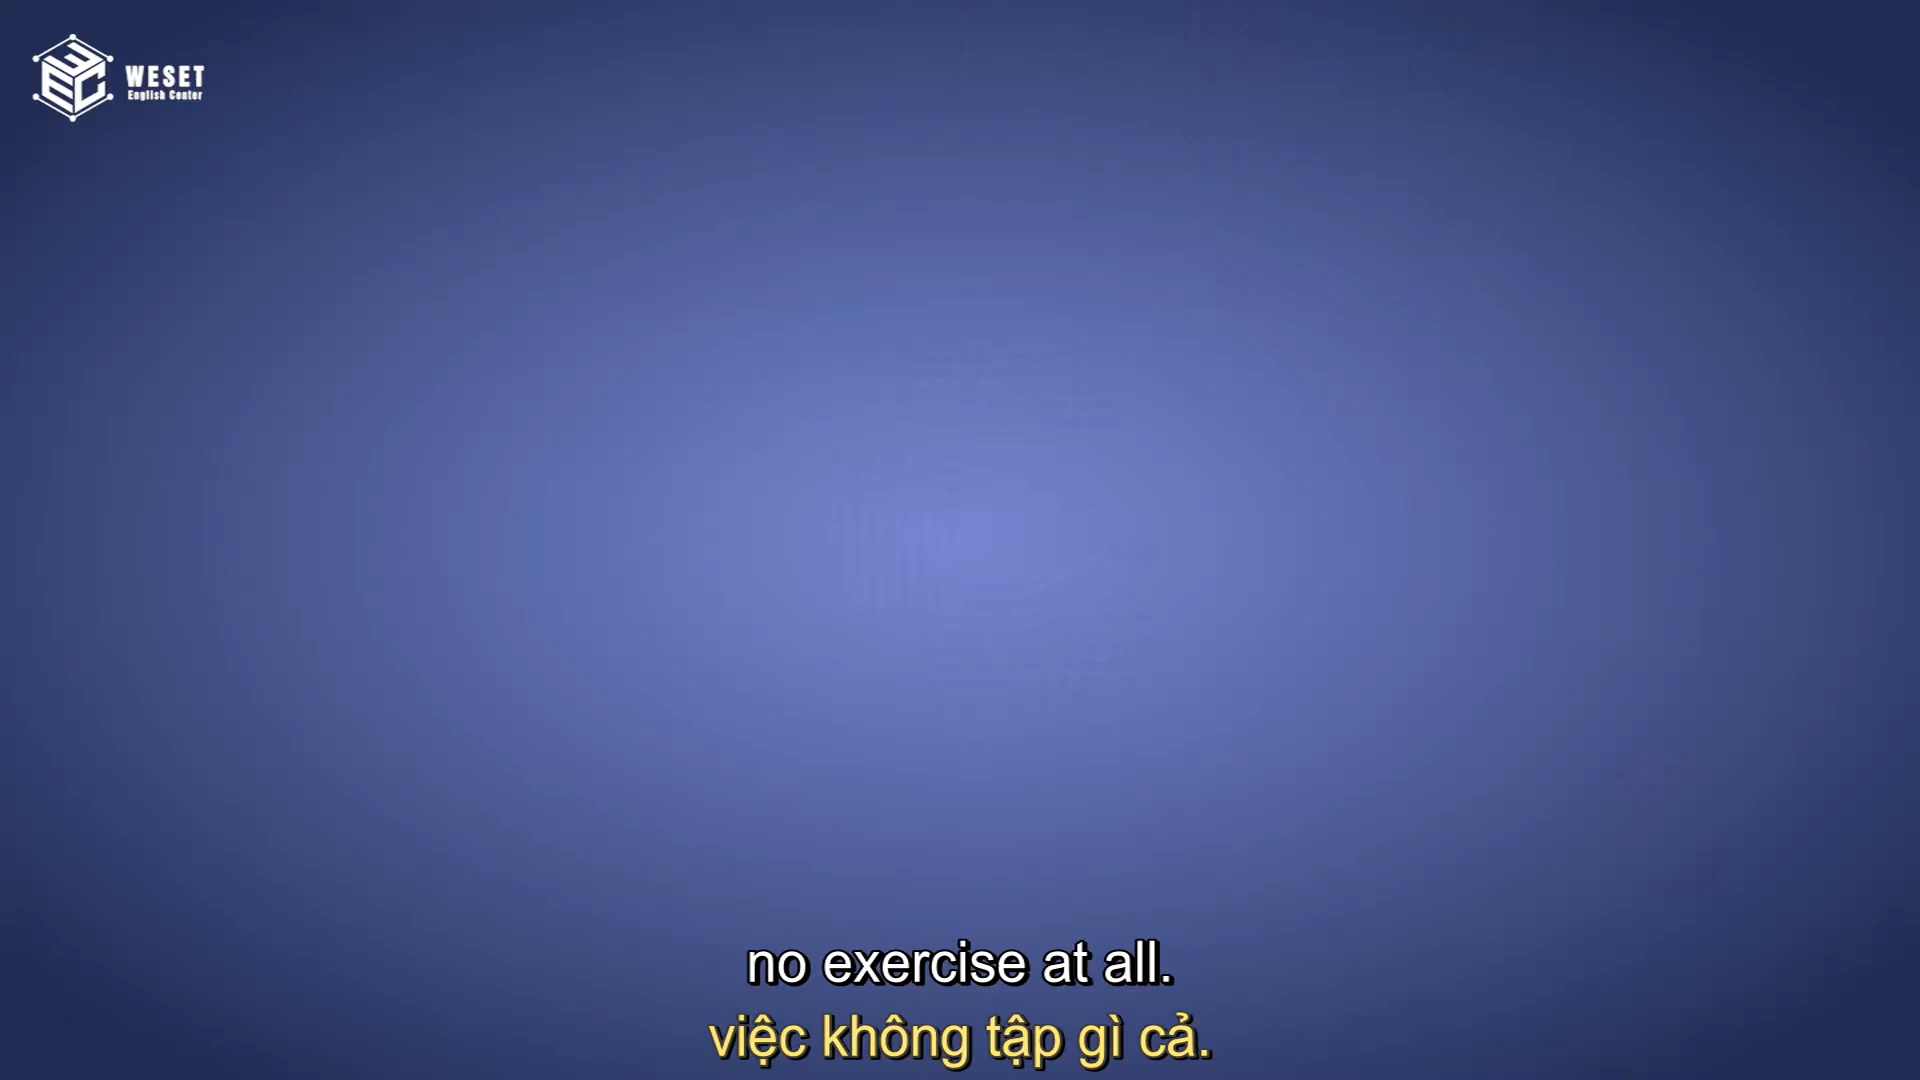 WESET
English Center
no exercise at all.
việc không tập gì cả.